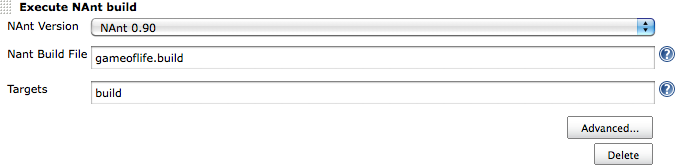 Execute NAnt build
NAnt Version NAnt 0.90
Nant Build File gameoflife.build
Targets build
Advanced...
Delete